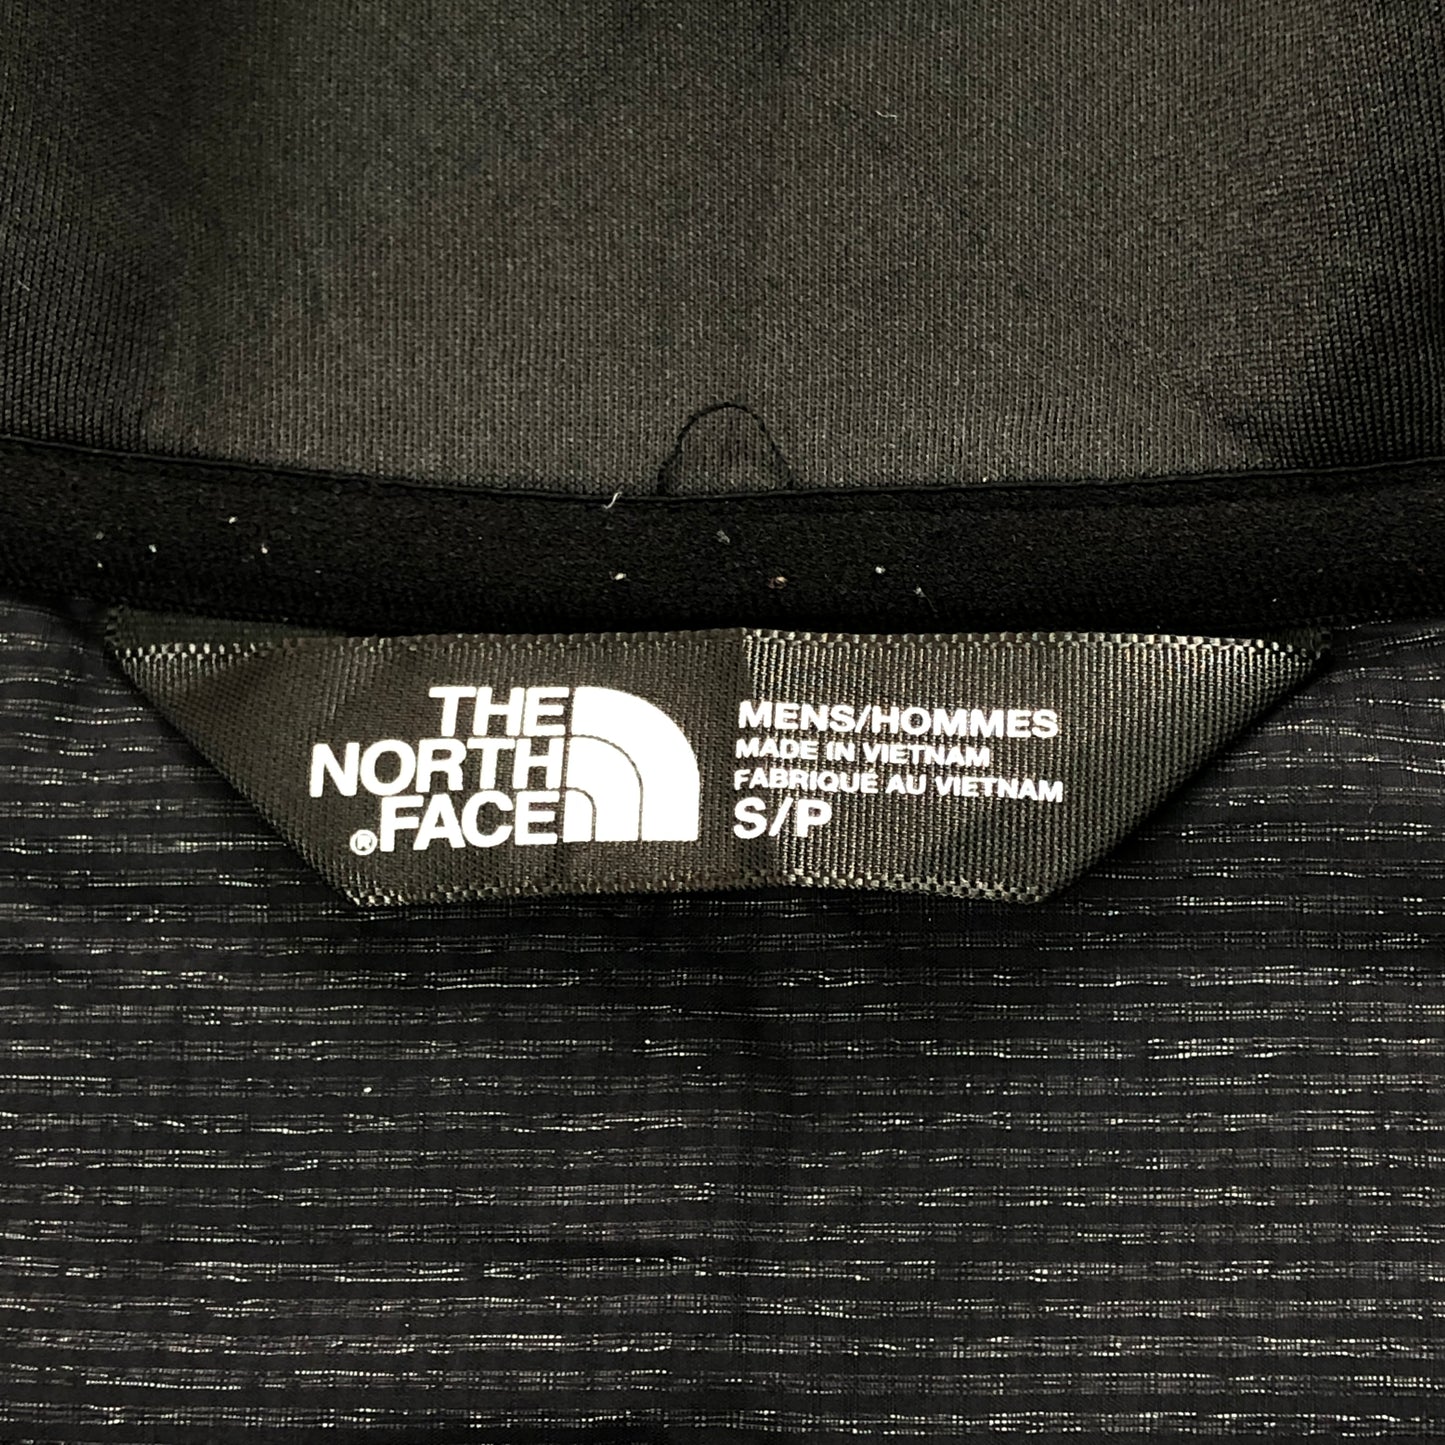 THE
NORTH
®FACE
MENS/HOMMES
MADE IN VIETNAM
FABRIQUÉ AU VIETNAM
S/P